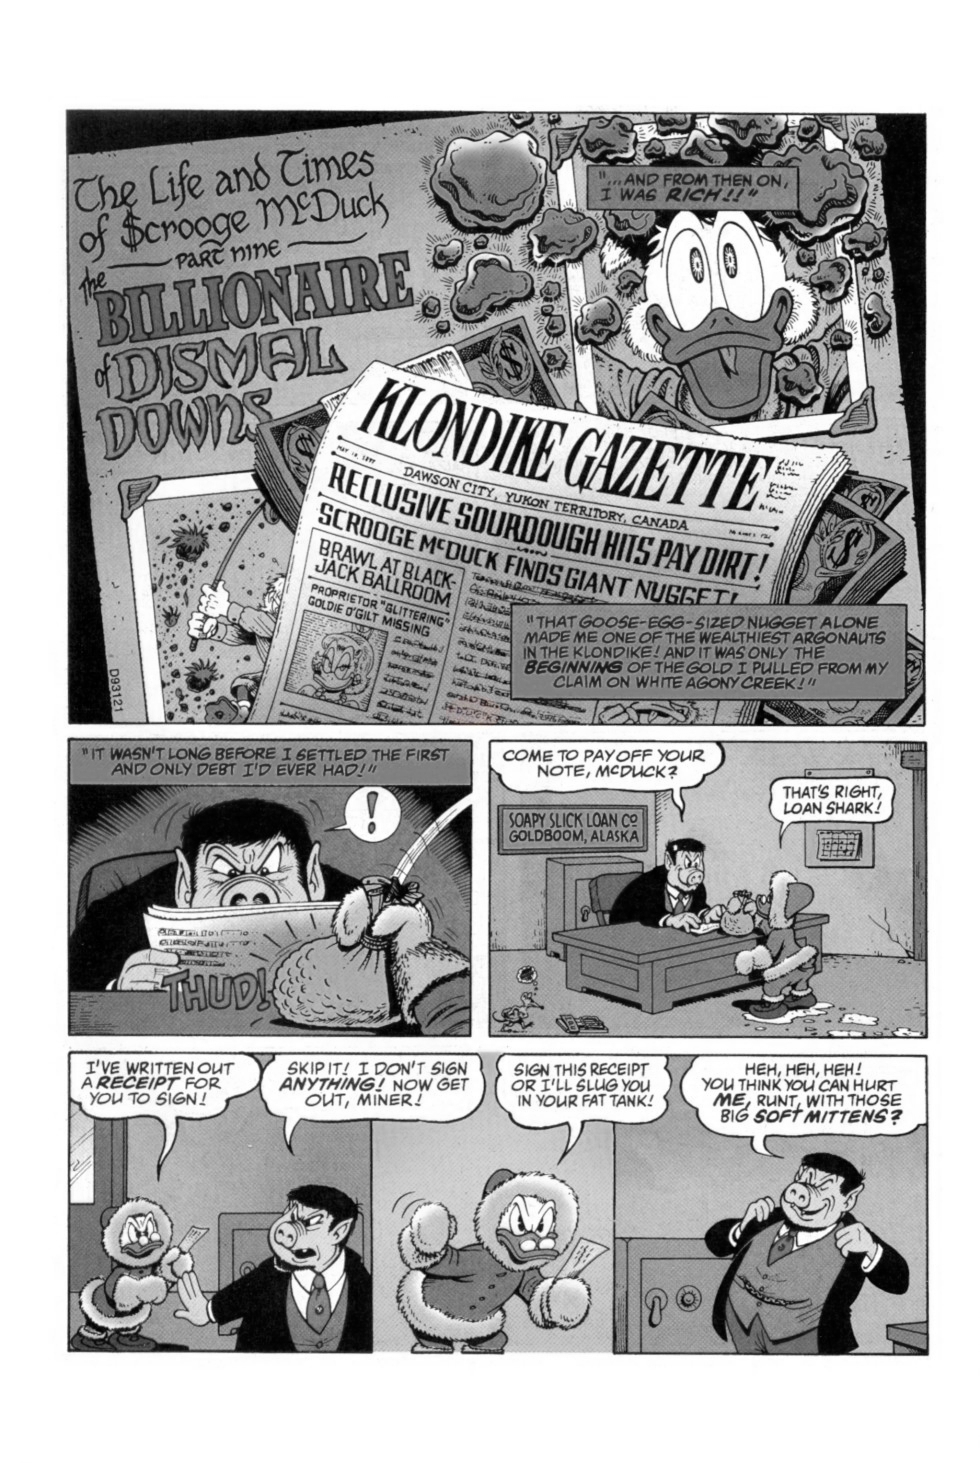 The Life and Times
of $crooge McDuck
PART NINE
the
BILLIONAIRE
of DISMAL
DOWNS
"...AND FROM THEN ON,
I WAS RICH!!"
KLONDIKE GAZETTE
DAWSON CITY, YUKON TERRITORY, CANADA
RECLUSIVE SOURDOUGH HITS PAY DIRT!
SCROOGE McDUCK FINDS GIANT NUGGET!
BRAWL AT BLACK-
JACK BALLROOM
PROPRIETOR "GLITTERING"
GOLDIE O'GILT MISSING
"THAT GOOSE-EGG-SIZED NUGGET ALONE
MADE ME ONE OF THE WEALTHIEST ARGONAUTS
IN THE KLONDIKE! AND IT WAS ONLY THE
BEGINNING OF THE GOLD I PULLED FROM MY
CLAIM ON WHITE AGONY CREEK!"
D93121
"IT WASN'T LONG BEFORE I SETTLED THE FIRST
AND ONLY DEBT I'D EVER HAD!"
!
THUD!
COME TO PAY OFF YOUR
NOTE, McDUCK?
THAT'S RIGHT,
LOAN SHARK!
SOAPY SLICK LOAN Co
GOLDBOOM, ALASKA
I'VE WRITTEN OUT
A RECEIPT FOR
YOU TO SIGN!
SKIP IT! I DON'T SIGN
ANYTHING! NOW GET
OUT, MINER!
SIGN THIS RECEIPT
OR I'LL SLUG YOU
IN YOUR FAT TANK!
HEH, HEH, HEH!
YOU THINK YOU CAN HURT
ME, RUNT, WITH THOSE
BIG SOFT MITTENS?